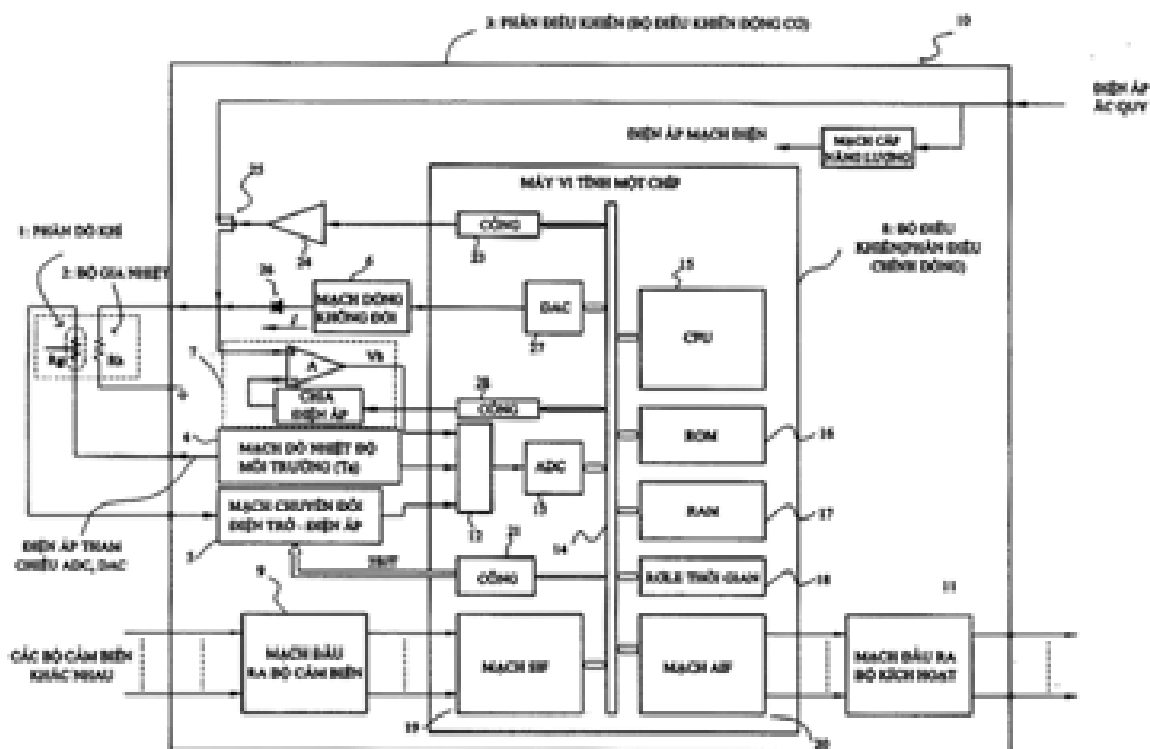 3: PHẦN ĐIỀU KHIỂN (BỘ ĐIỀU KHIỂN ĐỘNG CƠ)
10
ĐIỆN ÁP
ẮC QUY
ĐIỆN ÁP MẠCH ĐIỆN
MẠCH CẤP
NĂNG LƯỢNG
MÁY VI TÍNH MỘT CHÍP
25
1: PHẦN DÒ KHÍ
2: BỘ GIA NHIỆT
24
CỔNG
23
8: BỘ ĐIỀU
KHIỂN(PHẦN ĐIỀU
CHỈNH DÒNG)
26
6
MẠCH DÒNG
KHÔNG ĐỔI
DAC
27
15
CPU
Rg
Rh
7
A
Vh
CHIA
ĐIỆN ÁP
28
CỔNG
4
MẠCH DÒ NHIỆT ĐỘ
MÔI TRƯỜNG (Ta)
12
ADC
13
ROM
16
MẠCH CHUYỂN ĐỔI
ĐIỆN TRỞ - ĐIỆN ÁP
5
14
RAM
17
ĐIỆN ÁP THAM
CHIẾU ADC, DAC
21
CỔNG
RƠLE THỜI GIAN
18
9
11
CÁC BỘ CẢM BIẾN
KHÁC NHAU
MẠCH ĐẦU
RA BỘ CẢM BIẾN
MẠCH SIF
19
MẠCH AIF
20
MẠCH ĐẦU RA
BỘ KÍCH HOẠT